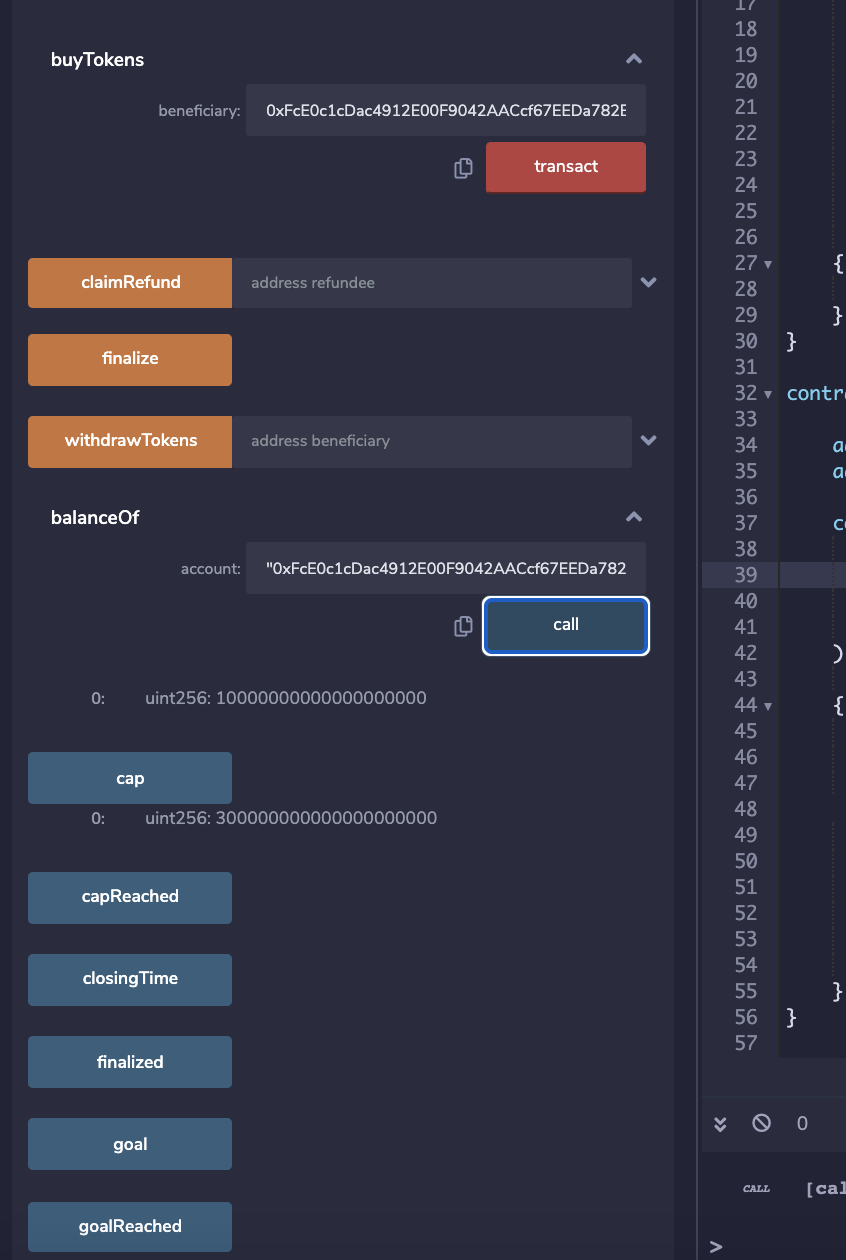 buyTokens
beneficiary: 0xFcE0c1cDac4912E00F9042AACcf67EEDa782E
transact
claimRefund address refundee
finalize
withdrawTokens address beneficiary
balanceOf
account: "0xFcE0c1cDac4912E00F9042AACcf67EEDa782
call
0: uint256: 10000000000000000000
cap
0: uint256: 300000000000000000000
capReached
closingTime
finalized
goal
goalReached
17
18
19
20
21
22
23
24
25
26
27 {
28
29 }
30 }
31
32 contr
33
34 a
35 a
36
37 c
38
39
40
41
42 )
43
44 {
45
46
47
48
49
50
51
52
53
54
55 }
56 }
57
0
CALL [cal
>